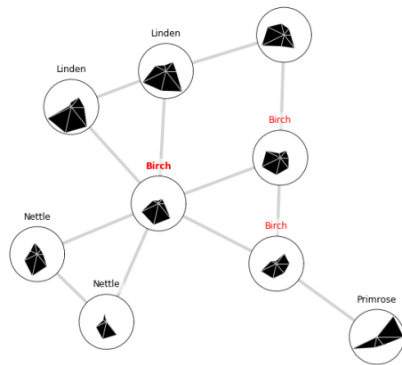 Linden
Linden
Birch
Birch
Nettle
Birch
Nettle
Primrose